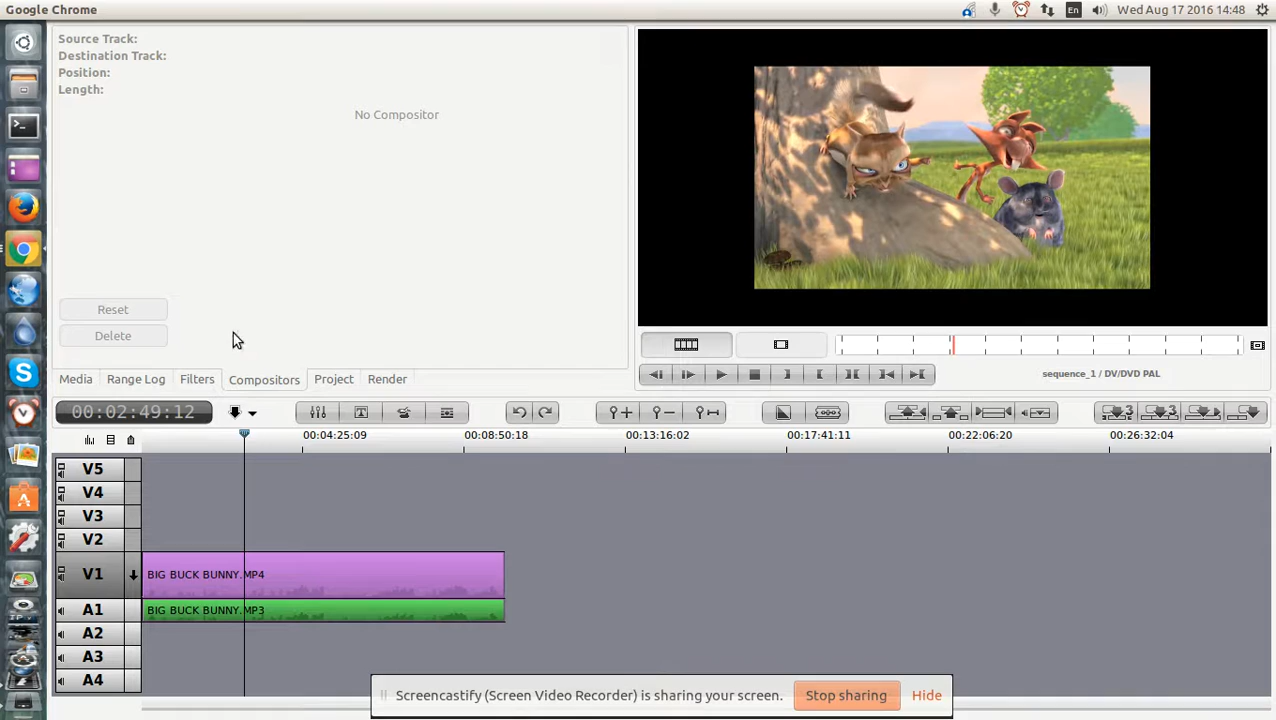 Google Chrome
En
Wed Aug 17 2016 14:48
Source Track:
Destination Track:
Position:
Length:
No Compositor
Reset
Delete
Media Range Log Filters Compositors Project Render
sequence_1 / DV/DVD PAL
00:02:49:12
3 3
00:04:25:09 00:08:50:18 00:13:16:02 00:17:41:11 00:22:06:20 00:26:32:04
V5
V4
V3
V2
V1 BIG BUCK BUNNY.MP4
A1 BIG BUCK BUNNY.MP3
A2
A3
A4
Screencastify (Screen Video Recorder) is sharing your screen. Stop sharing Hide